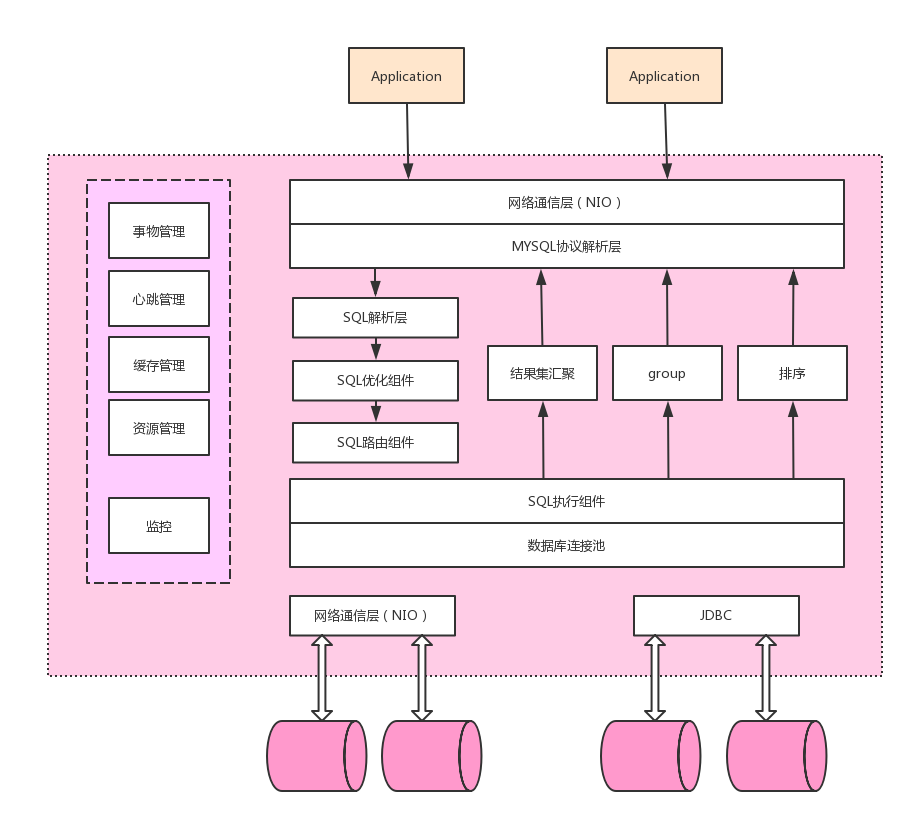 Application
Application
网络通信层（NIO）
MYSQL协议解析层
事物管理
心跳管理
缓存管理
资源管理
监控
SQL解析层
SQL优化组件
SQL路由组件
结果集汇聚
group
排序
SQL执行组件
数据库连接池
网络通信层（NIO）
JDBC